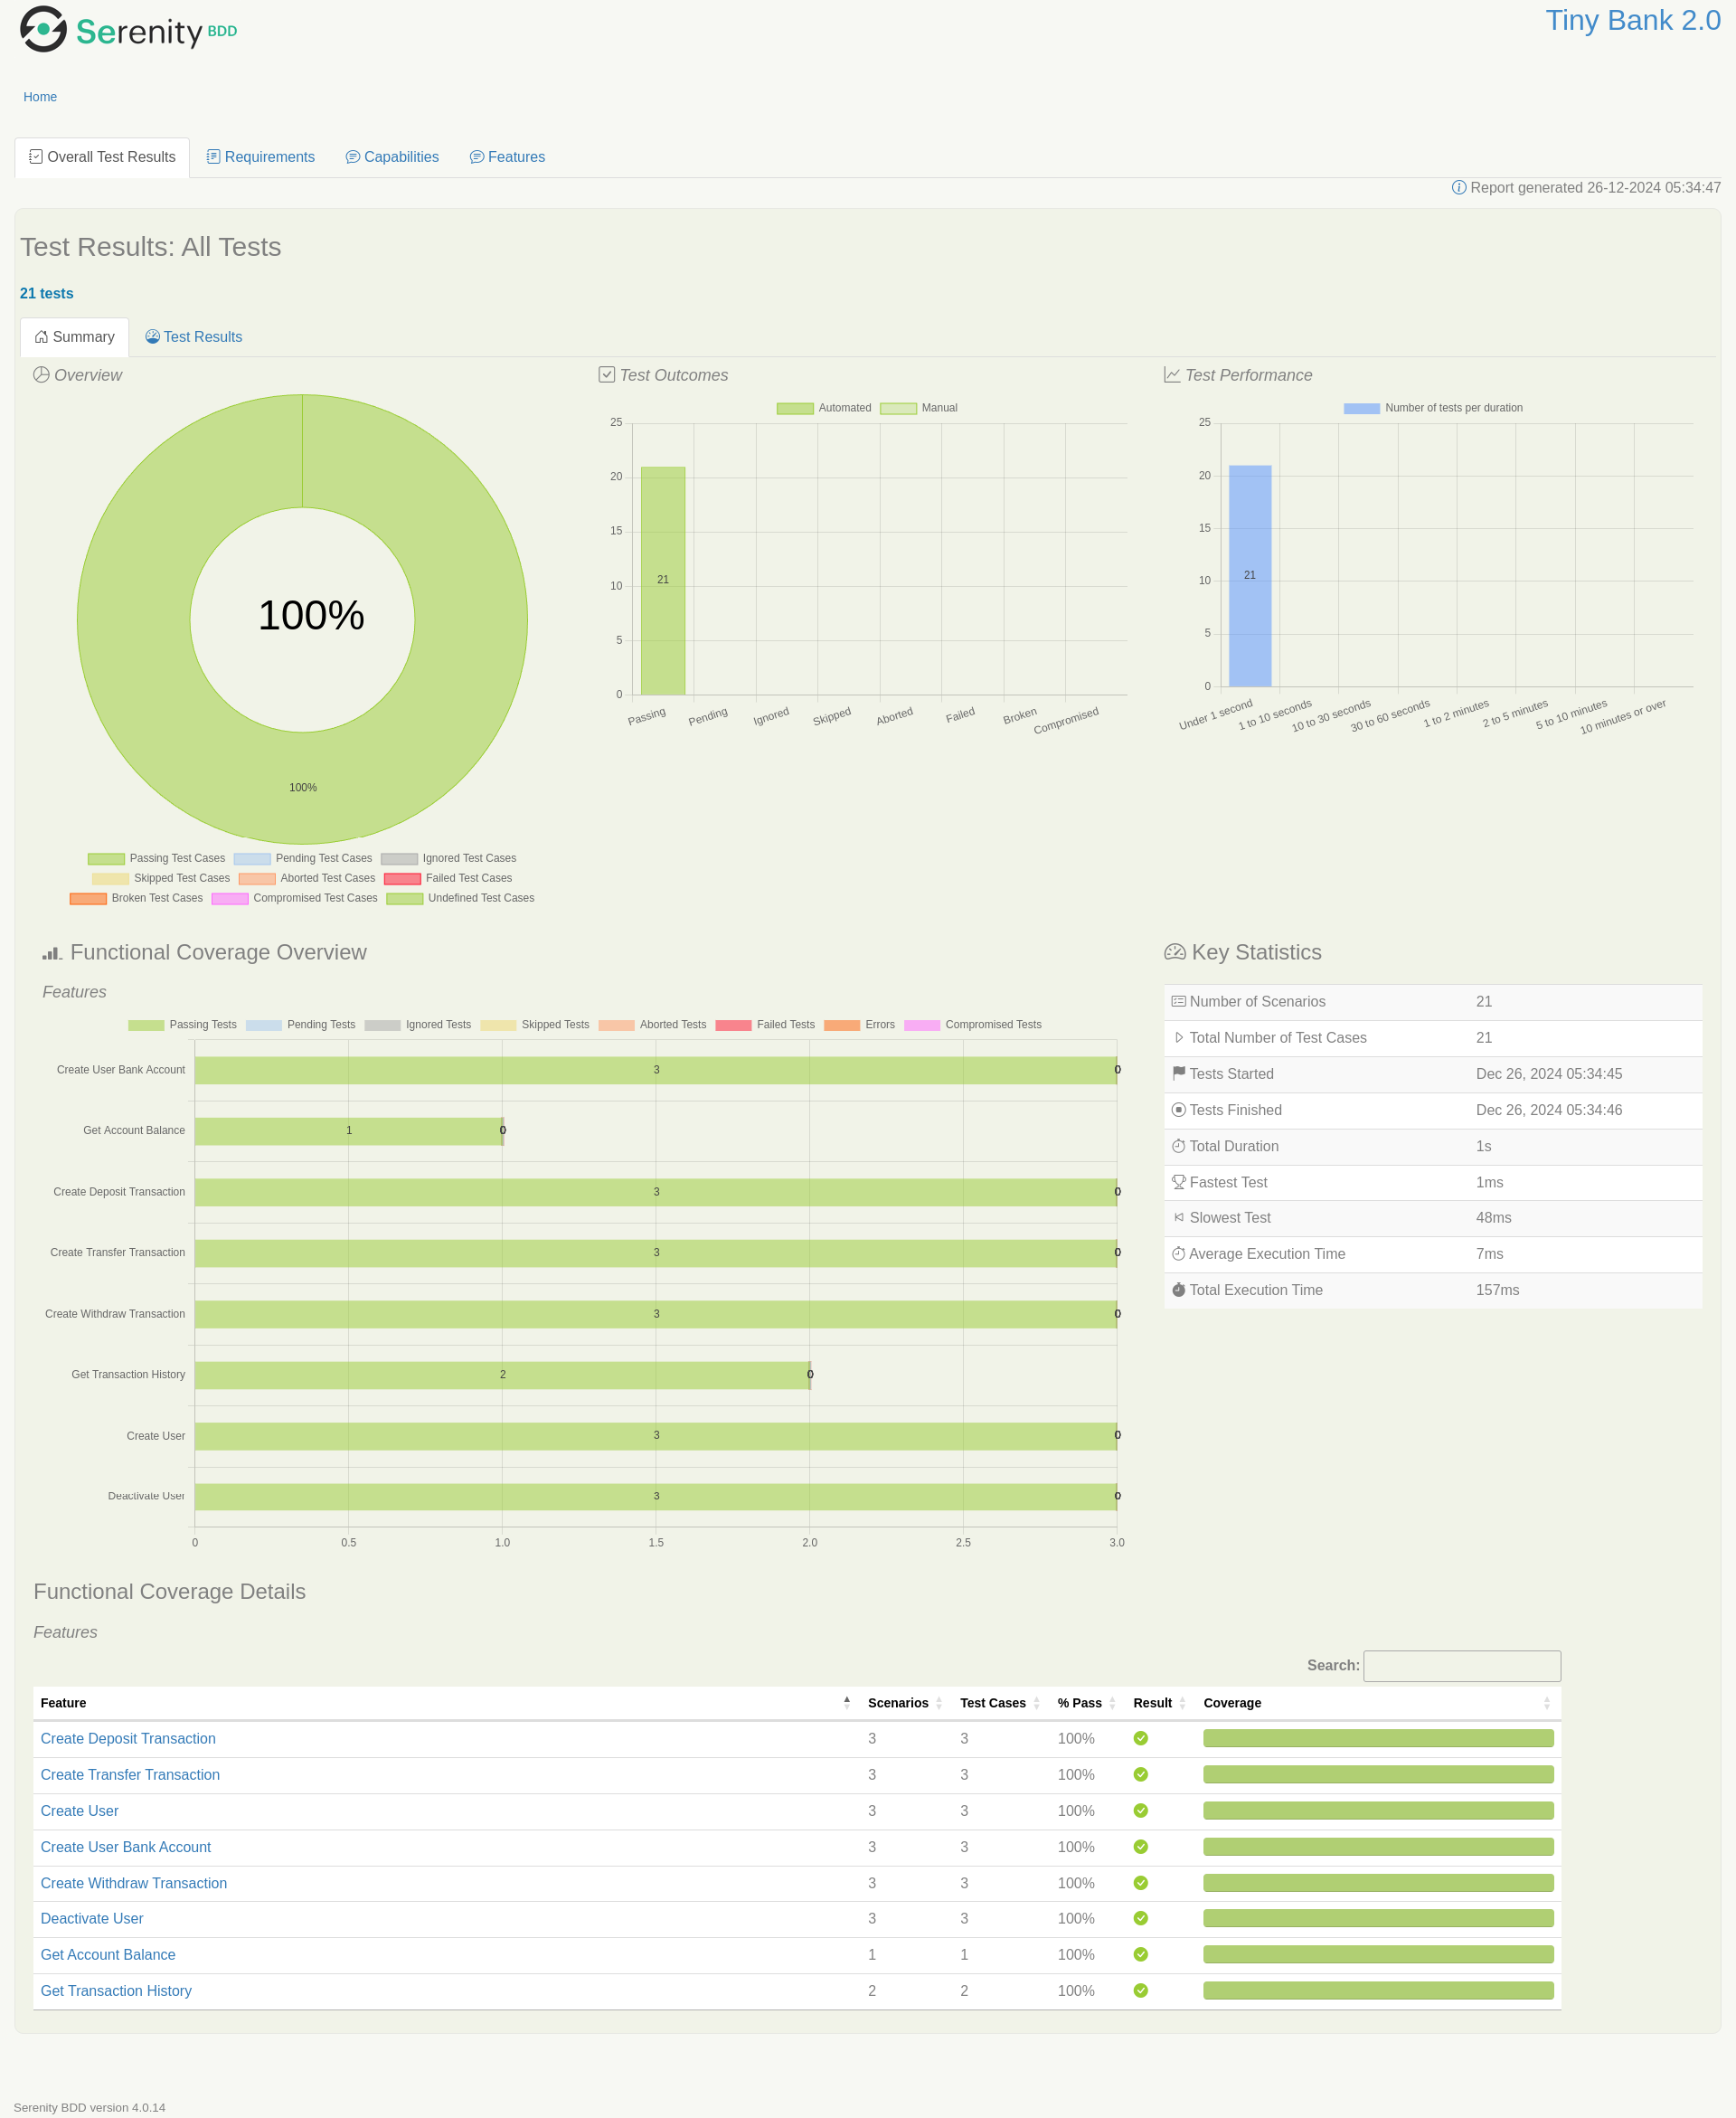 Serenity BDD
Tiny Bank 2.0
Home
Overall Test Results Requirements Capabilities Features
Report generated 26-12-2024 05:34:47
Test Results: All Tests
21 tests
Summary Test Results
Overview
100%
100%
Passing Test Cases Pending Test Cases Ignored Test Cases
Skipped Test Cases Aborted Test Cases Failed Test Cases
Broken Test Cases Compromised Test Cases Undefined Test Cases
Test Outcomes
Automated Manual
25
20
15
10
5
0
21
Passing Pending Ignored Skipped Aborted Failed Broken Compromised
Test Performance
Number of tests per duration
25
20
15
10
5
0
21
Under 1 second 1 to 10 seconds 10 to 30 seconds 30 to 60 seconds 1 to 2 minutes 2 to 5 minutes 5 to 10 minutes 10 minutes or over
Functional Coverage Overview
Features
Passing Tests Pending Tests Ignored Tests Skipped Tests Aborted Tests Failed Tests Errors Compromised Tests
Create User Bank Account 3 0
Get Account Balance 1 0
Create Deposit Transaction 3 0
Create Transfer Transaction 3 0
Create Withdraw Transaction 3 0
Get Transaction History 2 0
Create User 3 0
Deactivate User 3 0
0 0.5 1.0 1.5 2.0 2.5 3.0
Key Statistics
Number of Scenarios 21
Total Number of Test Cases 21
Tests Started Dec 26, 2024 05:34:45
Tests Finished Dec 26, 2024 05:34:46
Total Duration 1s
Fastest Test 1ms
Slowest Test 48ms
Average Execution Time 7ms
Total Execution Time 157ms
Functional Coverage Details
Features
Search:
Feature Scenarios Test Cases % Pass Result Coverage
Create Deposit Transaction 3 3 100%
Create Transfer Transaction 3 3 100%
Create User 3 3 100%
Create User Bank Account 3 3 100%
Create Withdraw Transaction 3 3 100%
Deactivate User 3 3 100%
Get Account Balance 1 1 100%
Get Transaction History 2 2 100%
Serenity BDD version 4.0.14